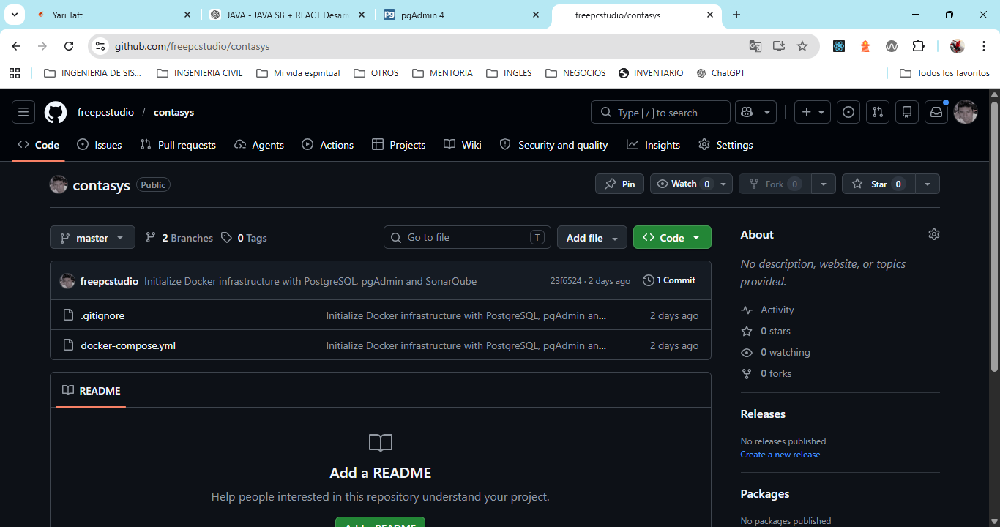 Yari Taft
JAVA - JAVA SB + REACT Desarr
pgAdmin 4
freepcstudio/contasys
github.com/freepcstudio/contasys
INGENIERIA DE SIS...
INGENIERIA CIVIL
Mi vida espiritual
OTROS
MENTORIA
INGLES
NEGOCIOS
INVENTARIO
ChatGPT
Todos los favoritos
freepcstudio / contasys
Type / to search
Code
Issues
Pull requests
Agents
Actions
Projects
Wiki
Security and quality
Insights
Settings
contasys
Public
Pin
Watch 0
Fork 0
Star 0
master
2 Branches
0 Tags
Go to file
T
Add file
Code
freepcstudio Initialize Docker infrastructure with PostgreSQL, pgAdmin and SonarQube
23f6524 · 2 days ago
1 Commit
.gitignore
Initialize Docker infrastructure with PostgreSQL, pgAdmin an...
2 days ago
docker-compose.yml
Initialize Docker infrastructure with PostgreSQL, pgAdmin an...
2 days ago
README
Add a README
Help people interested in this repository understand your project.
Add a README
About
No description, website, or topics
provided.
Activity
0 stars
0 watching
0 forks
Releases
No releases published
Create a new release
Packages
No packages published